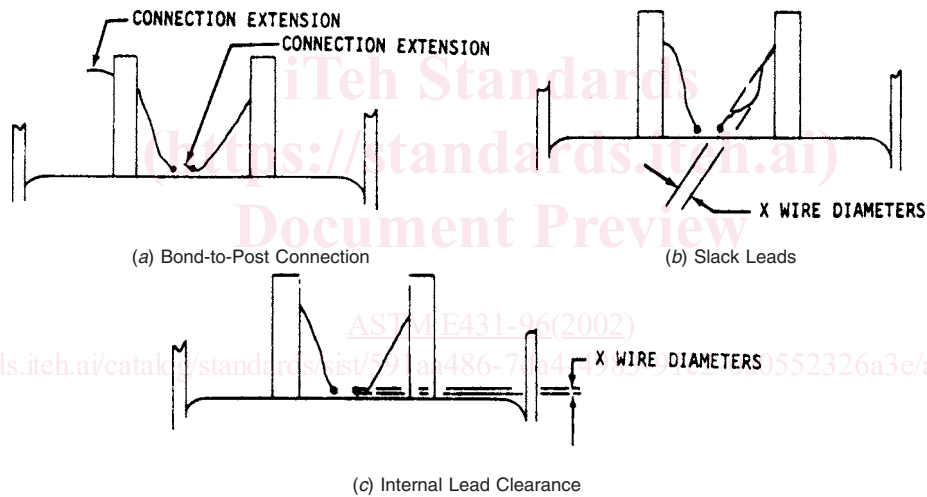 CONNECTION EXTENSION
CONNECTION EXTENSION
iTeh Standards
(https://standards.iteh.ai)
Document Preview
X WIRE DIAMETERS
(a) Bond-to-Post Connection
(b) Slack Leads
ASTM E431-96(2002)
X WIRE DIAMETERS
(c) Internal Lead Clearance